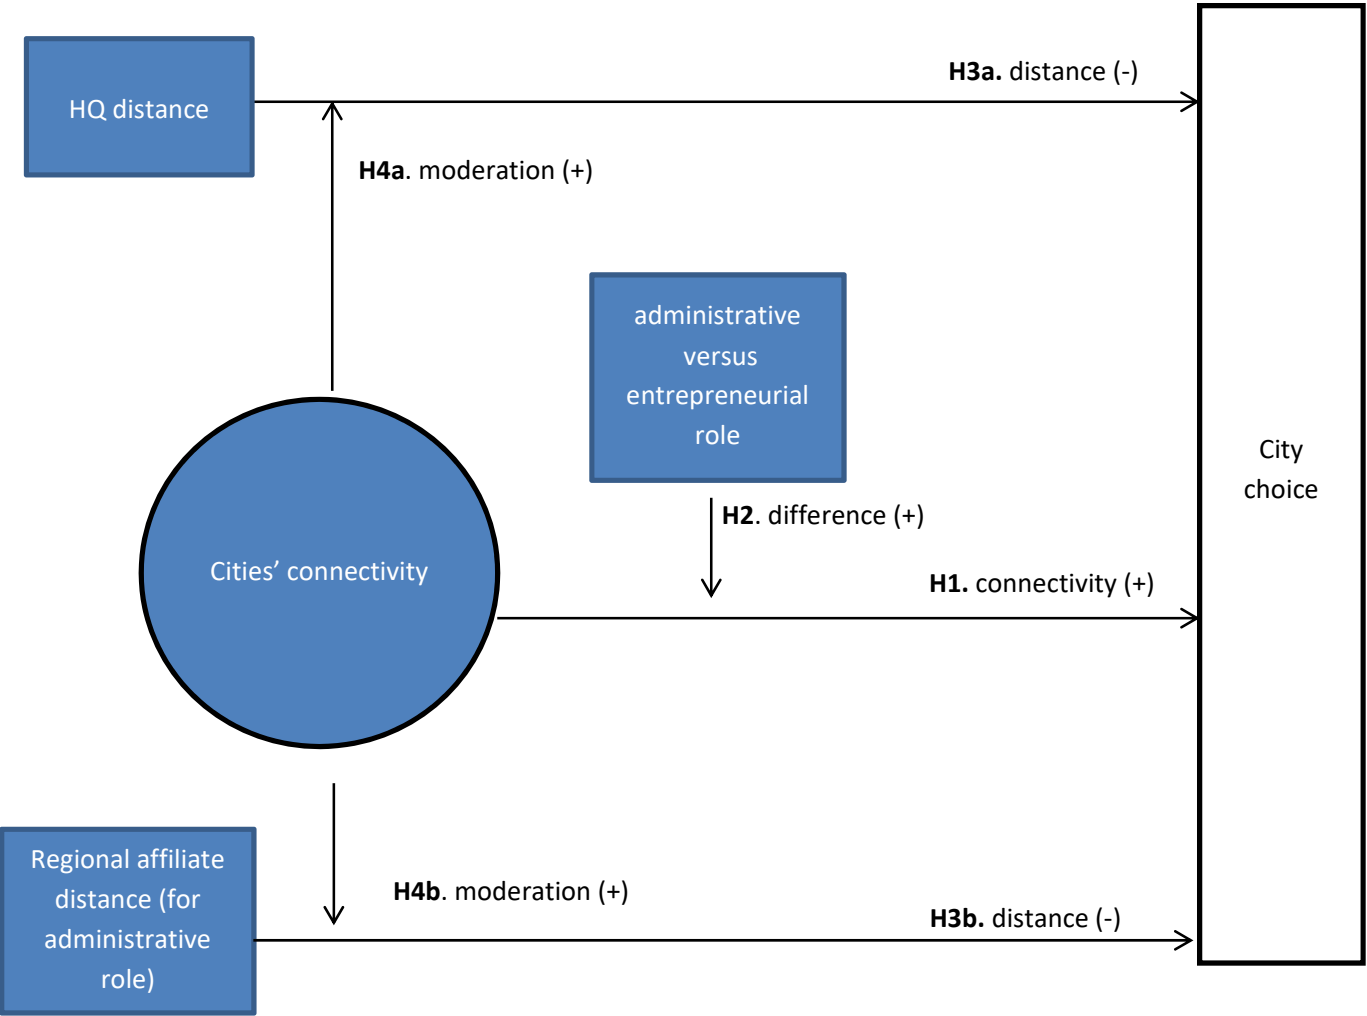 H3a. distance (-)
HQ distance
H4a. moderation (+)
administrative
versus
entrepreneurial
role
City
choice
H2. difference (+)
Cities’ connectivity
H1. connectivity (+)
Regional affiliate
distance (for
administrative
role)
H4b. moderation (+)
H3b. distance (-)